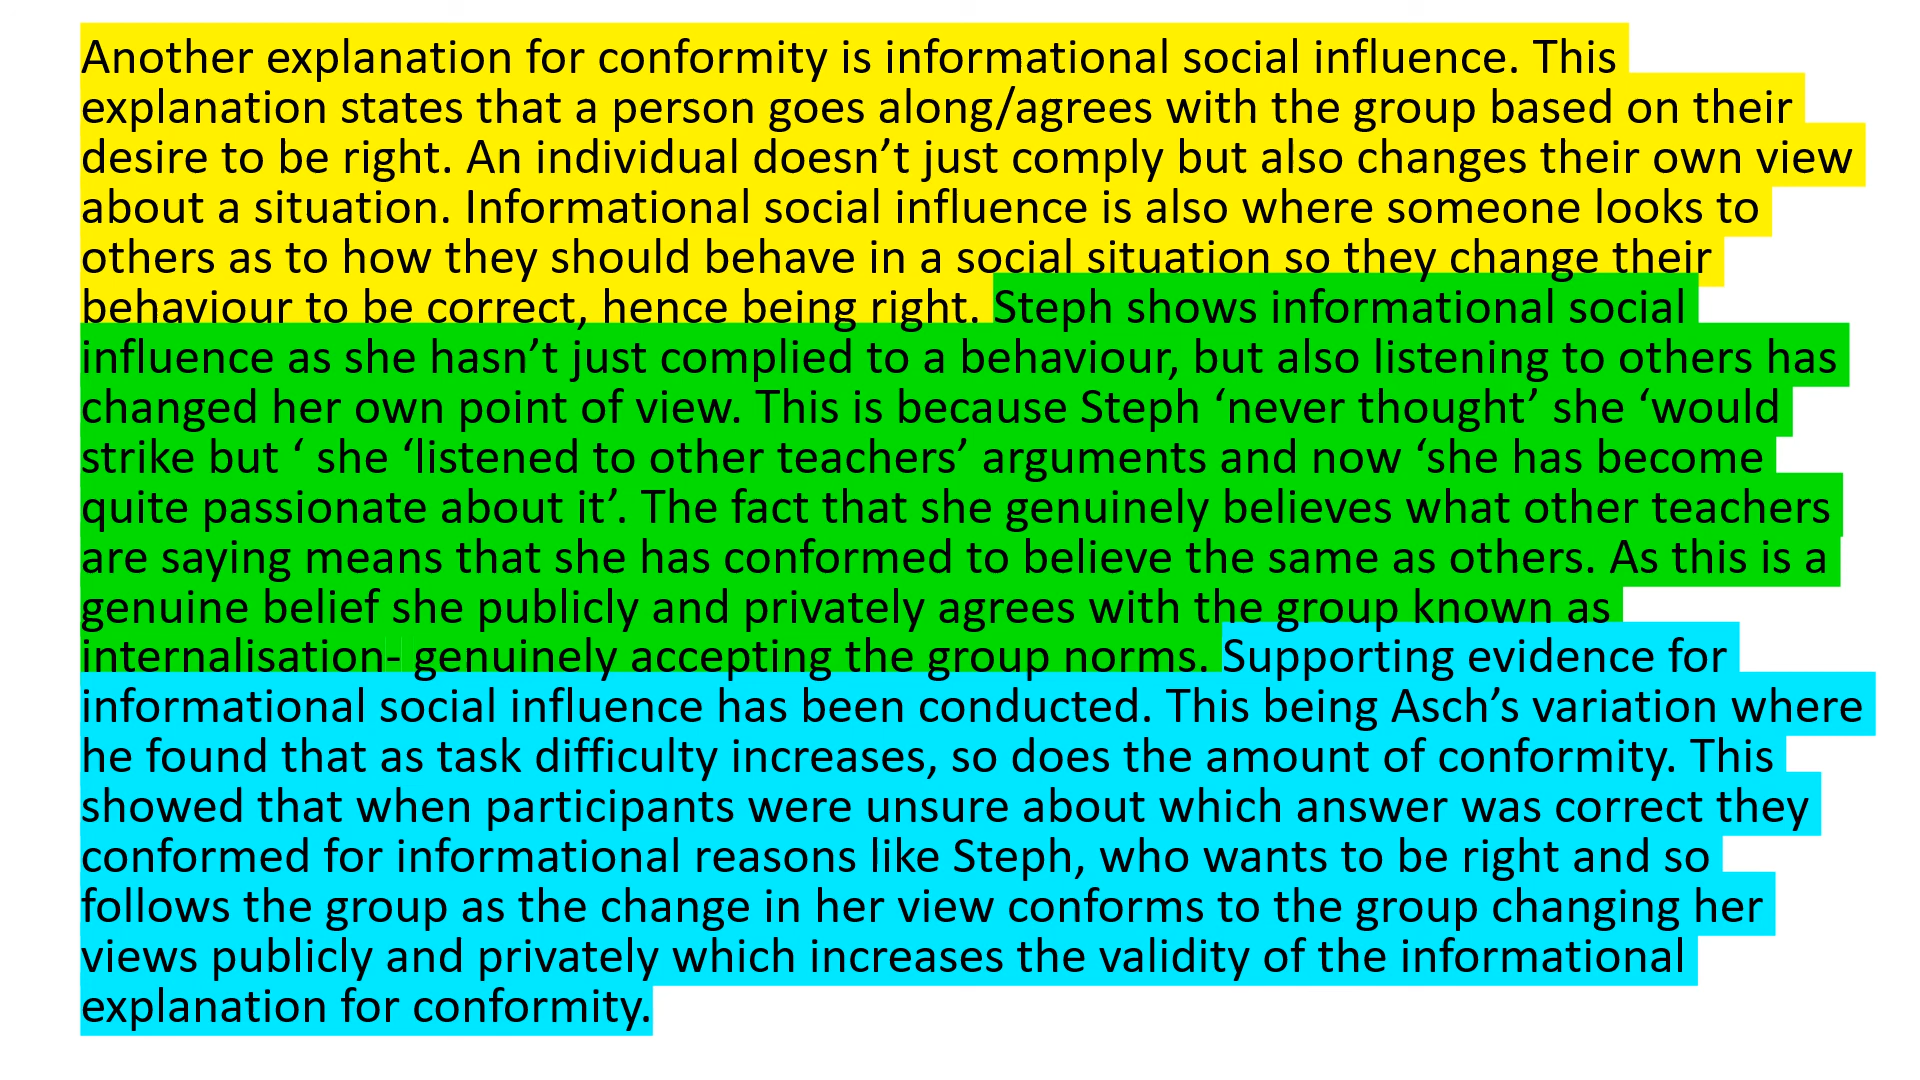 Another explanation for conformity is informational social influence. This
explanation states that a person goes along/agrees with the group based on their
desire to be right. An individual doesn’t just comply but also changes their own view
about a situation. Informational social influence is also where someone looks to
others as to how they should behave in a social situation so they change their
behaviour to be correct, hence being right. Steph shows informational social
influence as she hasn’t just complied to a behaviour, but also listening to others has
changed her own point of view. This is because Steph ‘never thought’ she ‘would
strike but ‘ she ‘listened to other teachers’ arguments and now ‘she has become
quite passionate about it’. The fact that she genuinely believes what other teachers
are saying means that she has conformed to believe the same as others. As this is a
genuine belief she publicly and privately agrees with the group known as
internalisation- genuinely accepting the group norms. Supporting evidence for
informational social influence has been conducted. This being Asch’s variation where
he found that as task difficulty increases, so does the amount of conformity. This
showed that when participants were unsure about which answer was correct they
conformed for informational reasons like Steph, who wants to be right and so
follows the group as the change in her view conforms to the group changing her
views publicly and privately which increases the validity of the informational
explanation for conformity.